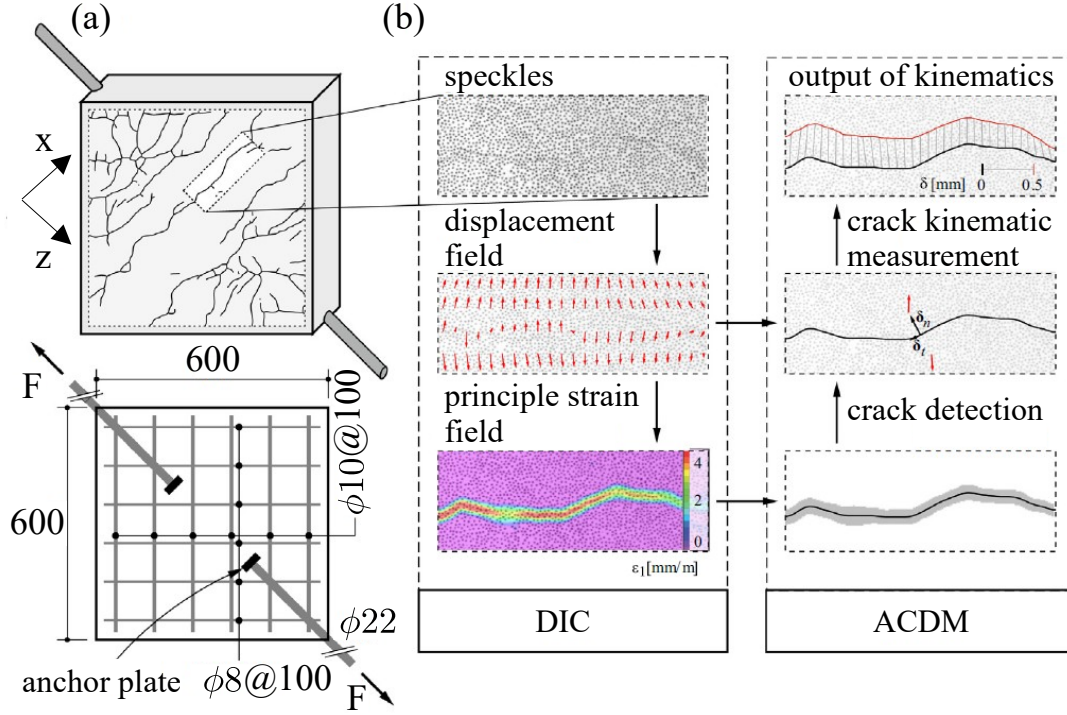 (a)
x
z
600
F
600
ϕ10@100
ϕ22
anchor plate
ϕ8@100
F
(b)
speckles
displacement
field
principle strain
field
4
2
0
ε₁[mm/m]
DIC
output of kinematics
δ [mm] 0 0.5
crack kinematic
measurement
δₙ
δₜ
crack detection
ACDM